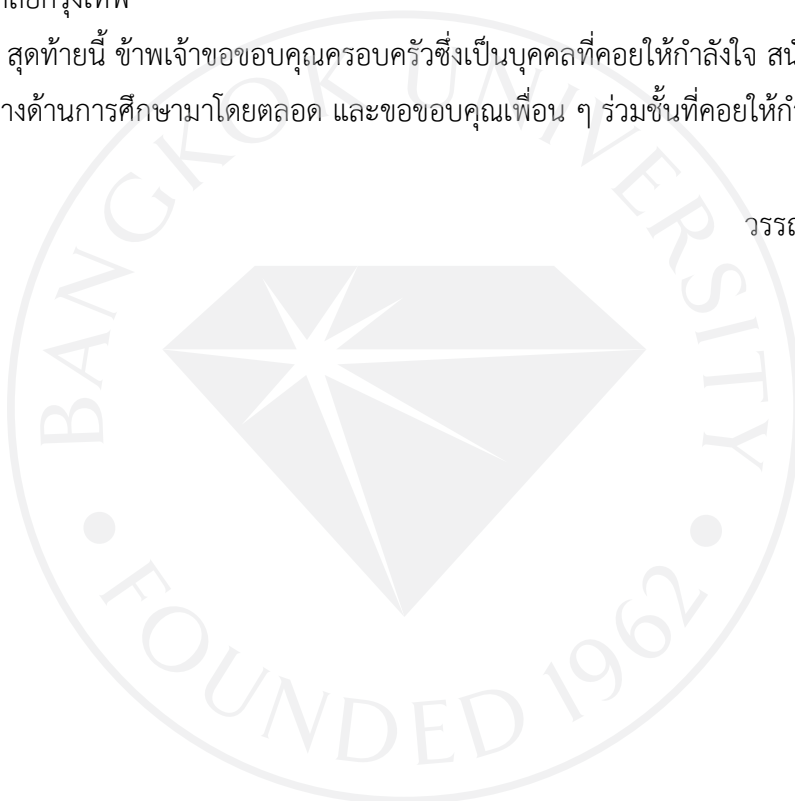 สุดท้ายนี้ ข้าพเจ้าขอขอบคุณครอบครัวซึ่งเป็นบุคคลที่คอยให้กำลังใจ
างด้านการศึกษามาโดยตลอด และขอขอบคุณเพื่อน ๆ ร่วมชั้นที่คอยให้
BANGKOK UNIVERSITY
FOUNDED 1962